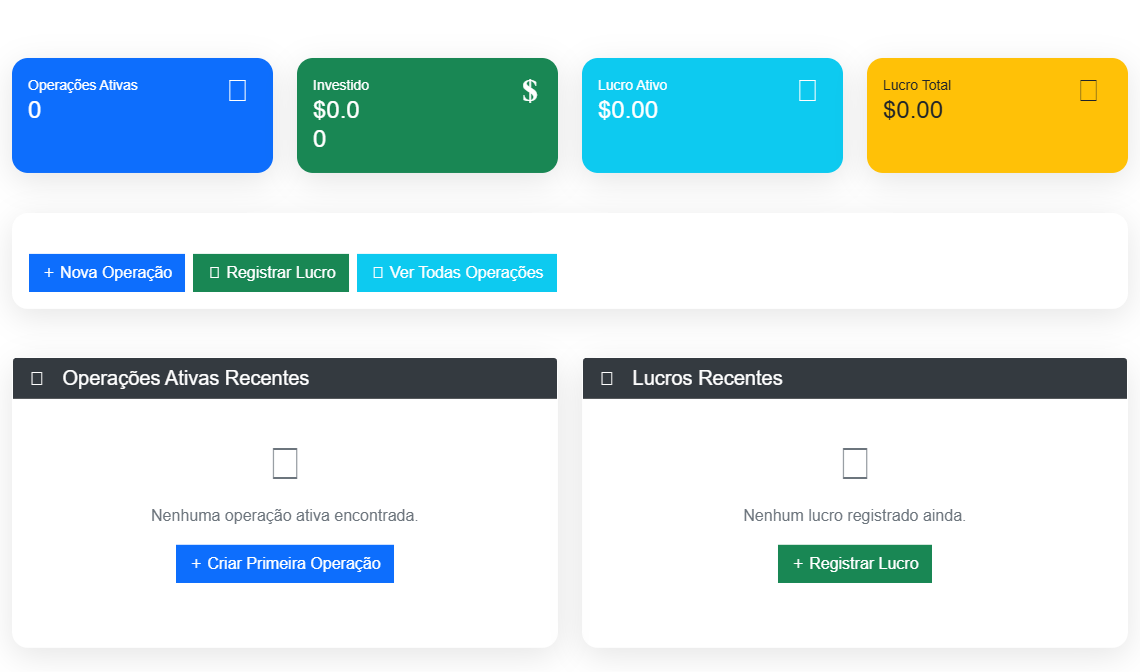 Operações Ativas
0
Investido
$0.0
0
$
Lucro Ativo
$0.00
Lucro Total
$0.00
+ Nova Operação
Registrar Lucro
Ver Todas Operações
Operações Ativas Recentes
Nenhuma operação ativa encontrada.
+ Criar Primeira Operação
Lucros Recentes
Nenhum lucro registrado ainda.
+ Registrar Lucro